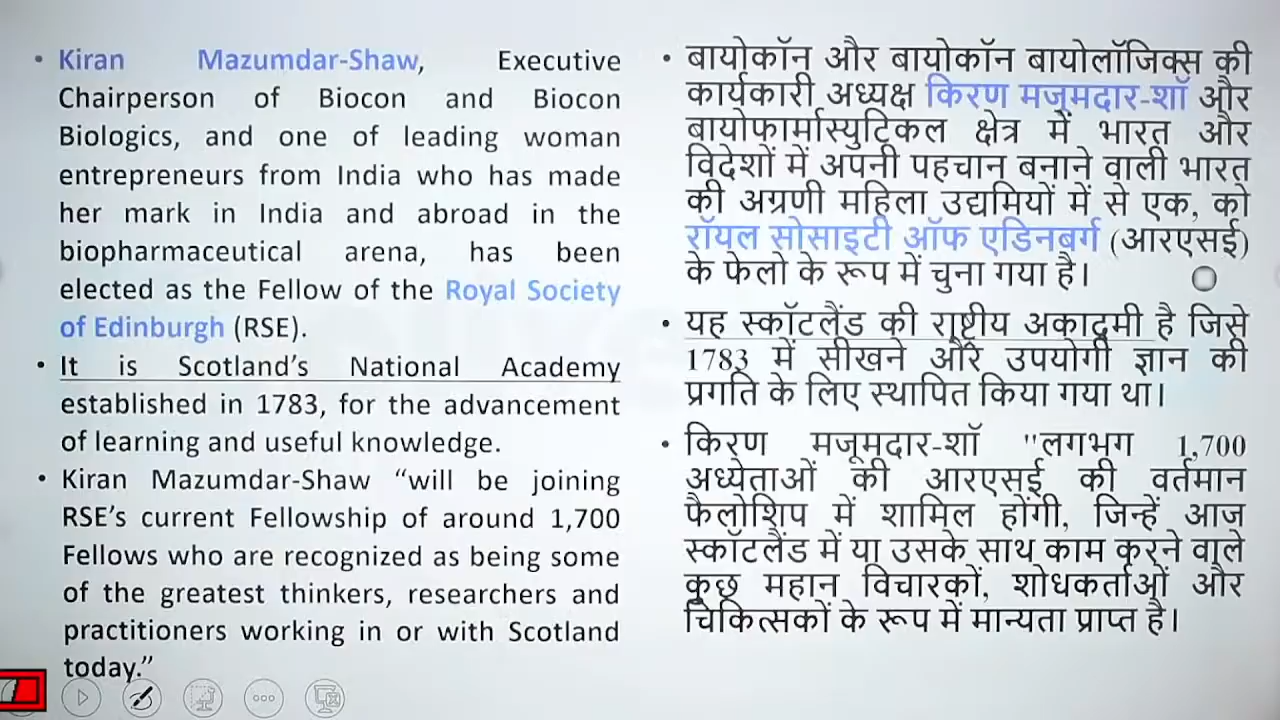 • Kiran Mazumdar-Shaw, Executive
Chairperson of Biocon and Biocon
Biologics, and one of leading woman
entrepreneurs from India who has made
her mark in India and abroad in the
biopharmaceutical arena, has been
elected as the Fellow of the Royal Society
of Edinburgh (RSE).
• It is Scotland's National Academy
established in 1783, for the advancement
of learning and useful knowledge.
• Kiran Mazumdar-Shaw “will be joining
RSE's current Fellowship of around 1,700
Fellows who are recognized as being some
of the greatest thinkers, researchers and
practitioners working in or with Scotland
today.”
• बायोकॉन और बायोकॉन बायोलॉजिक्स की
कार्यकारी अध्यक्ष किरण मजूमदार-शॉ और
बायोफार्मास्युटिकल क्षेत्र में भारत और
विदेशों में अपनी पहचान बनाने वाली भारत
की अग्रणी महिला उद्यमियों में से एक, को
रॉयल सोसाइटी ऑफ एडिनबर्ग (आरएसई)
के फेलो के रूप में चुना गया है।
• यह स्कॉटलैंड की राष्ट्रीय अकादमी है जिसे
1783 में सीखने और उपयोगी ज्ञान की
प्रगति के लिए स्थापित किया गया था।
• किरण मजूमदार-शॉ "लगभग 1,700
अध्येताओं की आरएसई की वर्तमान
फैलोशिप में शामिल होंगी, जिन्हें आज
स्कॉटलैंड में या उसके साथ काम करने वाले
कुछ महान विचारकों, शोधकर्ताओं और
चिकित्सकों के रूप में मान्यता प्राप्त है।